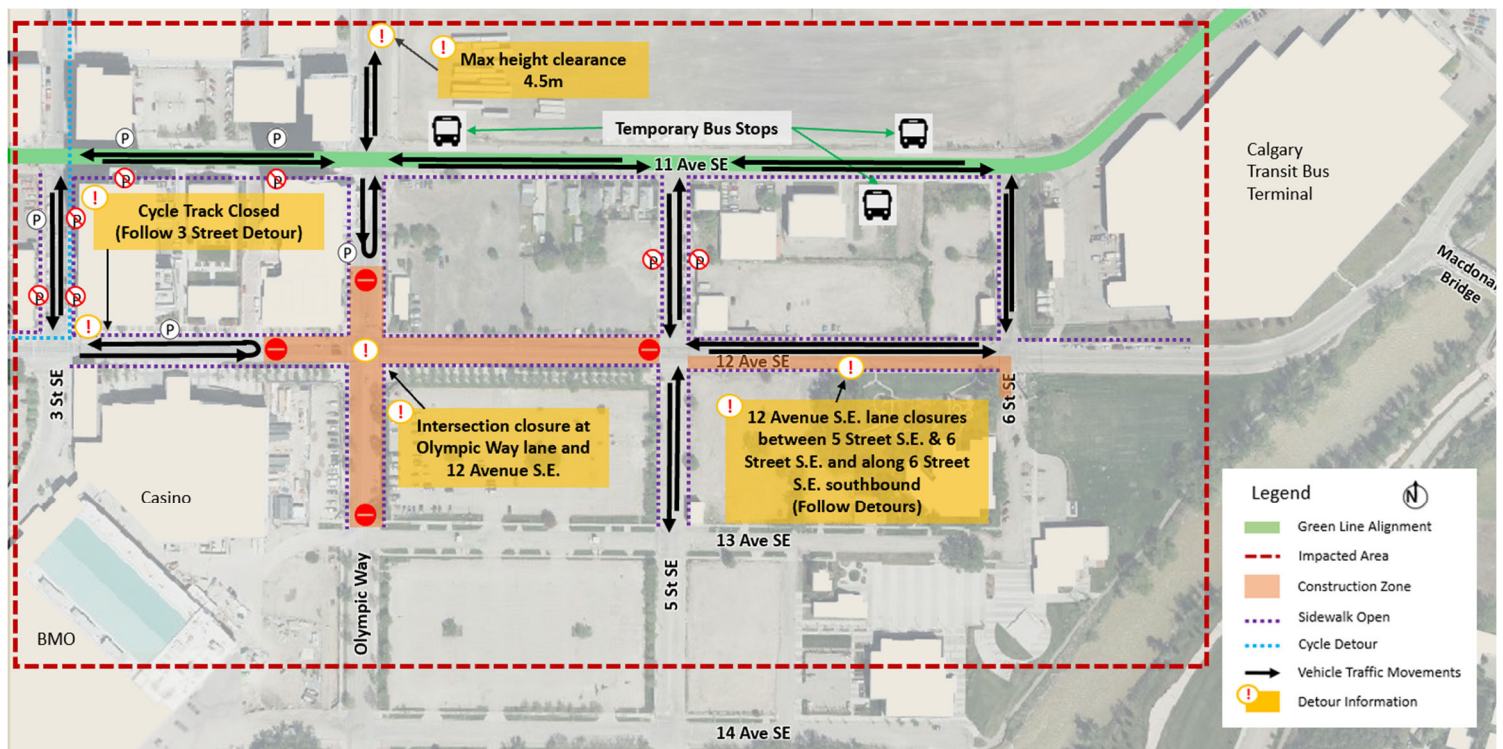 Max height clearance
4.5m
P
P
Temporary Bus Stops
11 Ave SE
Calgary
Transit Bus
Terminal
P
P
P
P
Cycle Track Closed
(Follow 3 Street Detour)
P
P
P
P
P
P
Macdona
Bridge
P
12 Ave SE
3 St SE
6 St SE
Intersection closure at
Olympic Way lane and
12 Avenue S.E.
12 Avenue S.E. lane closures
between 5 Street S.E. & 6
Street S.E. and along 6 Street
S.E. southbound
(Follow Detours)
Casino
BMO
Olympic Way
5 St SE
13 Ave SE
14 Ave SE
Legend
N
Green Line Alignment
Impacted Area
Construction Zone
Sidewalk Open
Cycle Detour
Vehicle Traffic Movements
Detour Information